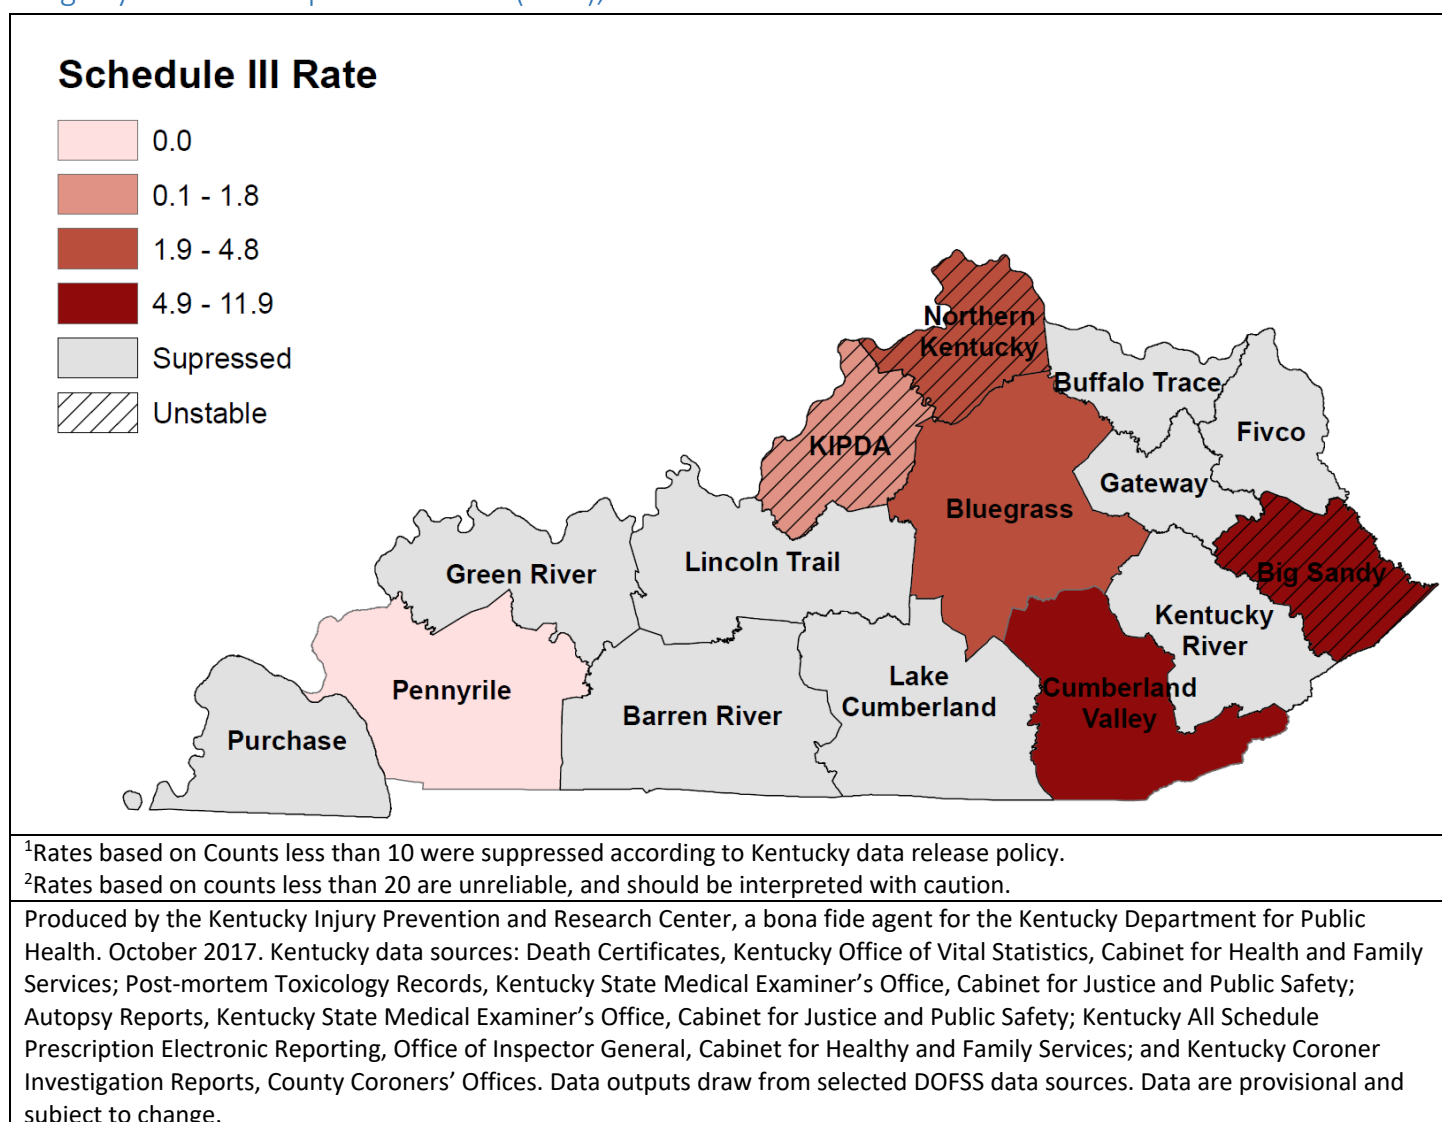 Schedule III Rate
0.0
0.1 - 1.8
1.9 - 4.8
4.9 - 11.9
Supressed
Unstable
Northern
Kentucky
Buffalo Trace
Fivco
KIPDA
Gateway
Bluegrass
Lincoln Trail
Green River
Big Sandy
Kentucky
River
Lake
Cumberland
Cumberland
Valley
Pennyrile
Barren River
Purchase
¹Rates based on Counts less than 10 were suppressed according to Kentucky data release policy.
²Rates based on counts less than 20 are unreliable, and should be interpreted with caution.
Produced by the Kentucky Injury Prevention and Research Center, a bona fide agent for the Kentucky Department for Public
Health. October 2017. Kentucky data sources: Death Certificates, Kentucky Office of Vital Statistics, Cabinet for Health and Family
Services; Post-mortem Toxicology Records, Kentucky State Medical Examiner’s Office, Cabinet for Justice and Public Safety;
Autopsy Reports, Kentucky State Medical Examiner’s Office, Cabinet for Justice and Public Safety; Kentucky All Schedule
Prescription Electronic Reporting, Office of Inspector General, Cabinet for Healthy and Family Services; and Kentucky Coroner
Investigation Reports, County Coroners’ Offices. Data outputs draw from selected DOFSS data sources. Data are provisional and
subject to change.